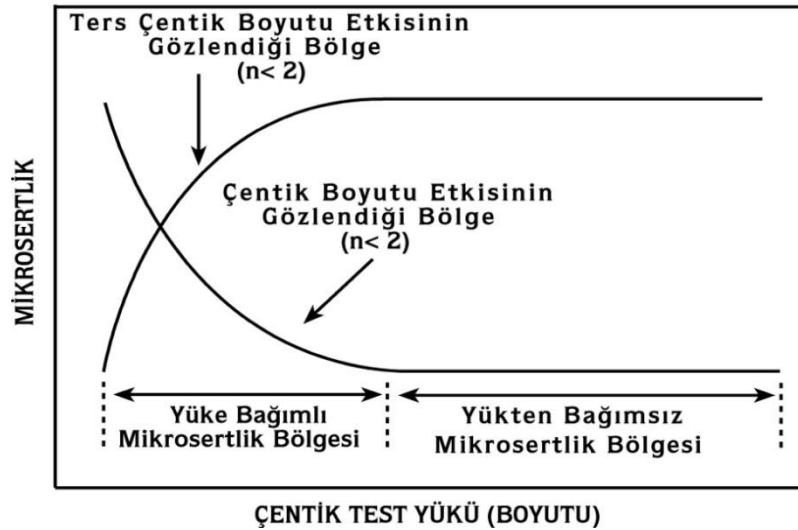 Ters Çentik Boyutu Etkisinin
Gözlendiği Bölge
(n< 2)
Çentik Boyutu Etkisinin
Gözlendiği Bölge
(n< 2)
MİKROSERTLİK
Yüke Bağımlı
Mikrosertlik Bölgesi
Yükten Bağımsız
Mikrosertlik Bölgesi
ÇENTİK TEST YÜKÜ (BOYUTU)